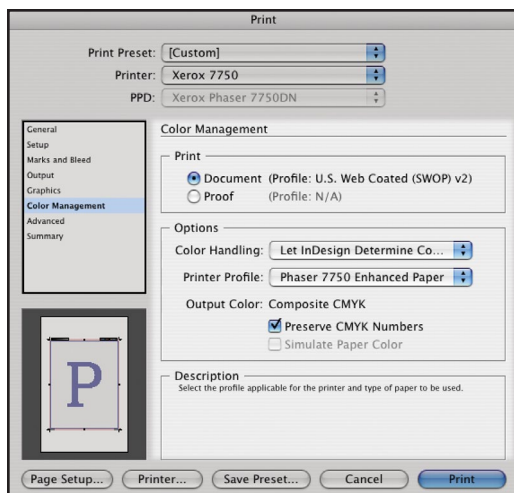 Print
Print Preset: [Custom]
Printer: Xerox 7750
PPD: Xerox Phaser 7750DN
General
Setup
Marks and Bleed
Output
Graphics
Color Management
Advanced
Summary
Color Management
Print
Document (Profile: U.S. Web Coated (SWOP) v2)
Proof (Profile: N/A)
Options
Color Handling: Let InDesign Determine Co...
Printer Profile: Phaser 7750 Enhanced Paper
Output Color: Composite CMYK
Preserve CMYK Numbers
Simulate Paper Color
Description
Select the profile applicable for the printer and type of paper to be used.
P
Page Setup... Printer... Save Preset... Cancel Print